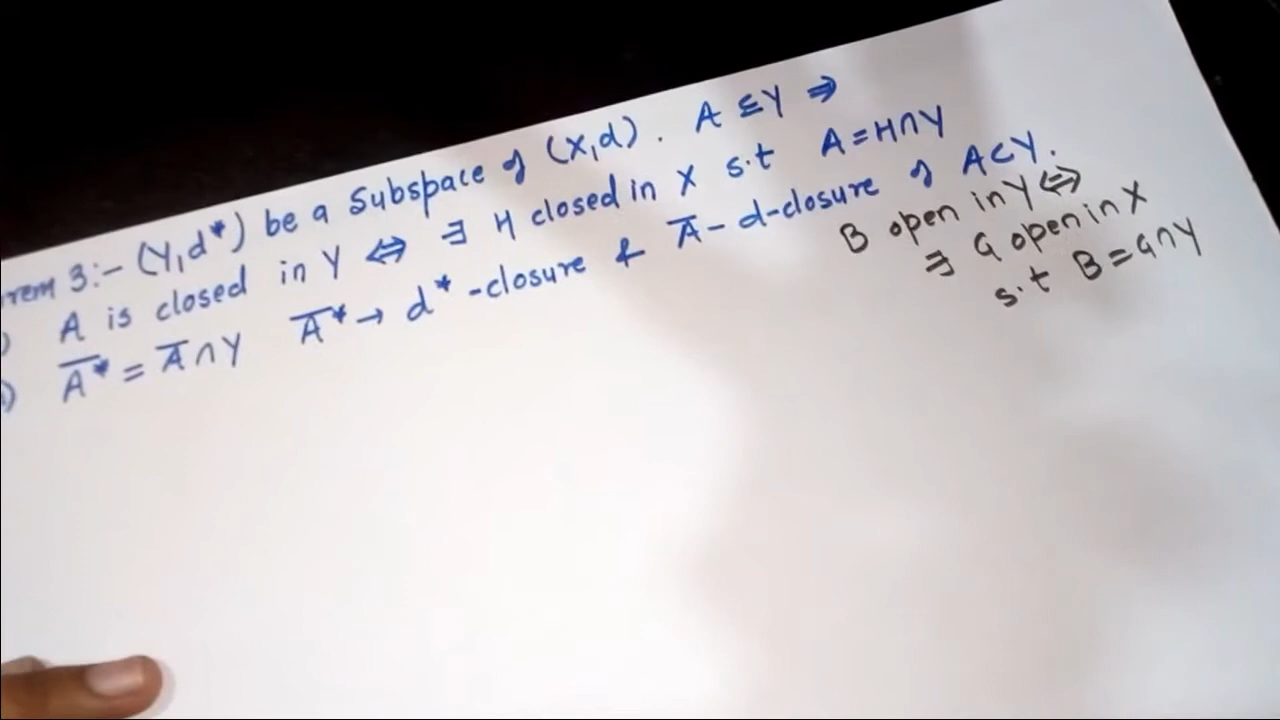 rem 3:- (Y,d*) be a Subspace of (X,d). A ⊆ Y ⇒
) A is closed in Y ⇔ ∃ H closed in X s.t A = H∩Y
) A̅* = A̅∩Y A̅* → d*-closure & A̅ - d-closure of A⊂Y.
B open in Y ⇔
∃ G open in X
s.t B = G∩Y